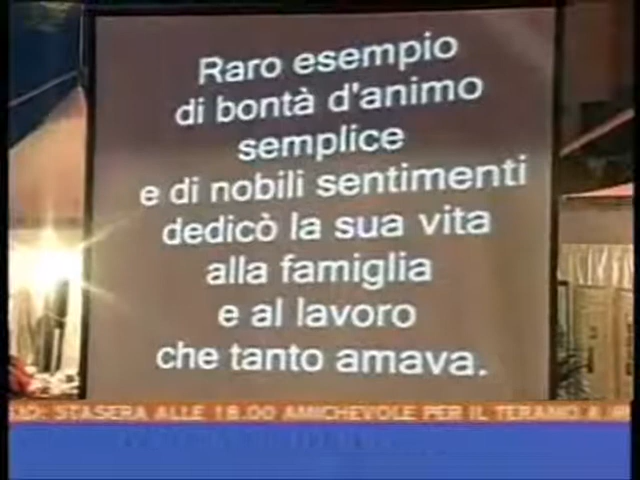 Raro esempio
di bontà d'animo
semplice
e di nobili sentimenti
dedicò la sua vita
alla famiglia
e al lavoro
che tanto amava.
STASERA ALLE 18.00 AMICHEVOLE PER IL TERAMO A